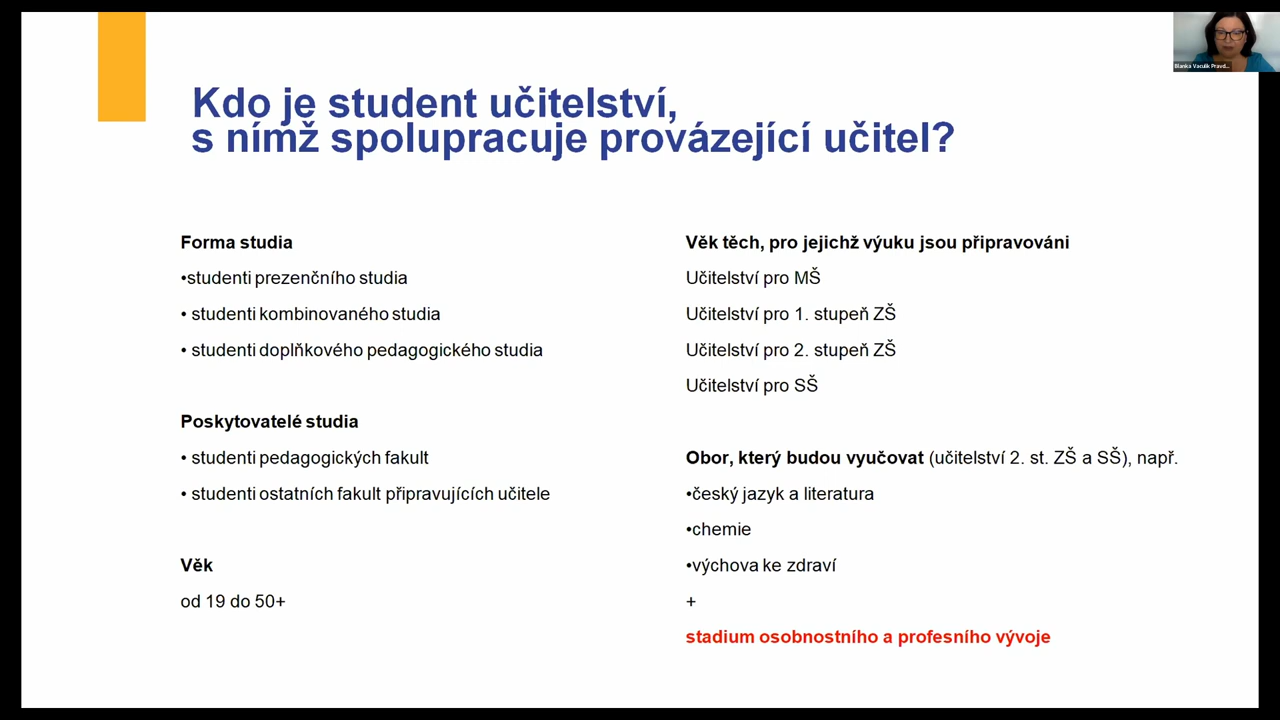 Kdo je student učitelství,
s nímž spolupracuje provázející učitel?
Forma studia
•studenti prezenčního studia
• studenti kombinovaného studia
• studenti doplňkového pedagogického studia
Poskytovatelé studia
• studenti pedagogických fakult
• studenti ostatních fakult připravujících učitele
Věk
od 19 do 50+
Věk těch, pro jejichž výuku jsou připravováni
Učitelství pro MŠ
Učitelství pro 1. stupeň ZŠ
Učitelství pro 2. stupeň ZŠ
Učitelství pro SŠ
Obor, který budou vyučovat (učitelství 2. st. ZŠ a SŠ), např.
•český jazyk a literatura
•chemie
•výchova ke zdraví
+
stadium osobnostního a profesního vývoje
Blanka Vaculík Pravd...